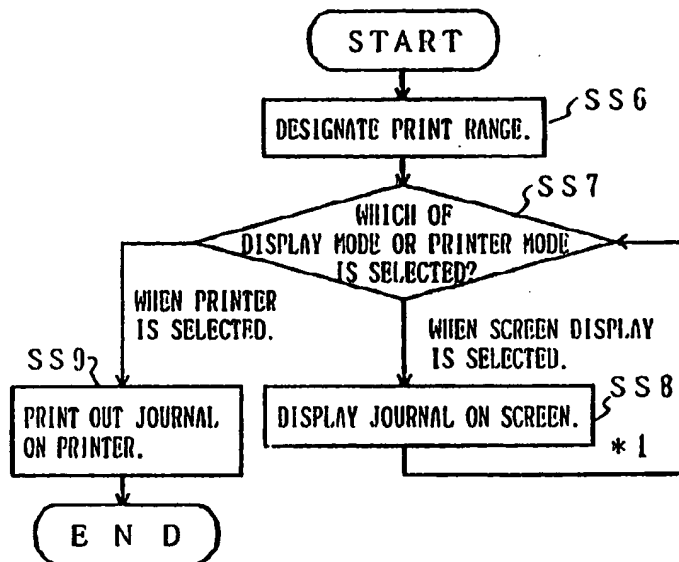 START
SS6
DESIGNATE PRINT RANGE.
SS7
WHICH OF
DISPLAY MODE OR PRINTER MODE
IS SELECTED?
WHEN PRINTER
IS SELECTED.
WHEN SCREEN DISPLAY
IS SELECTED.
SS9
PRINT OUT JOURNAL
ON PRINTER.
SS8
DISPLAY JOURNAL ON SCREEN.
*1
END